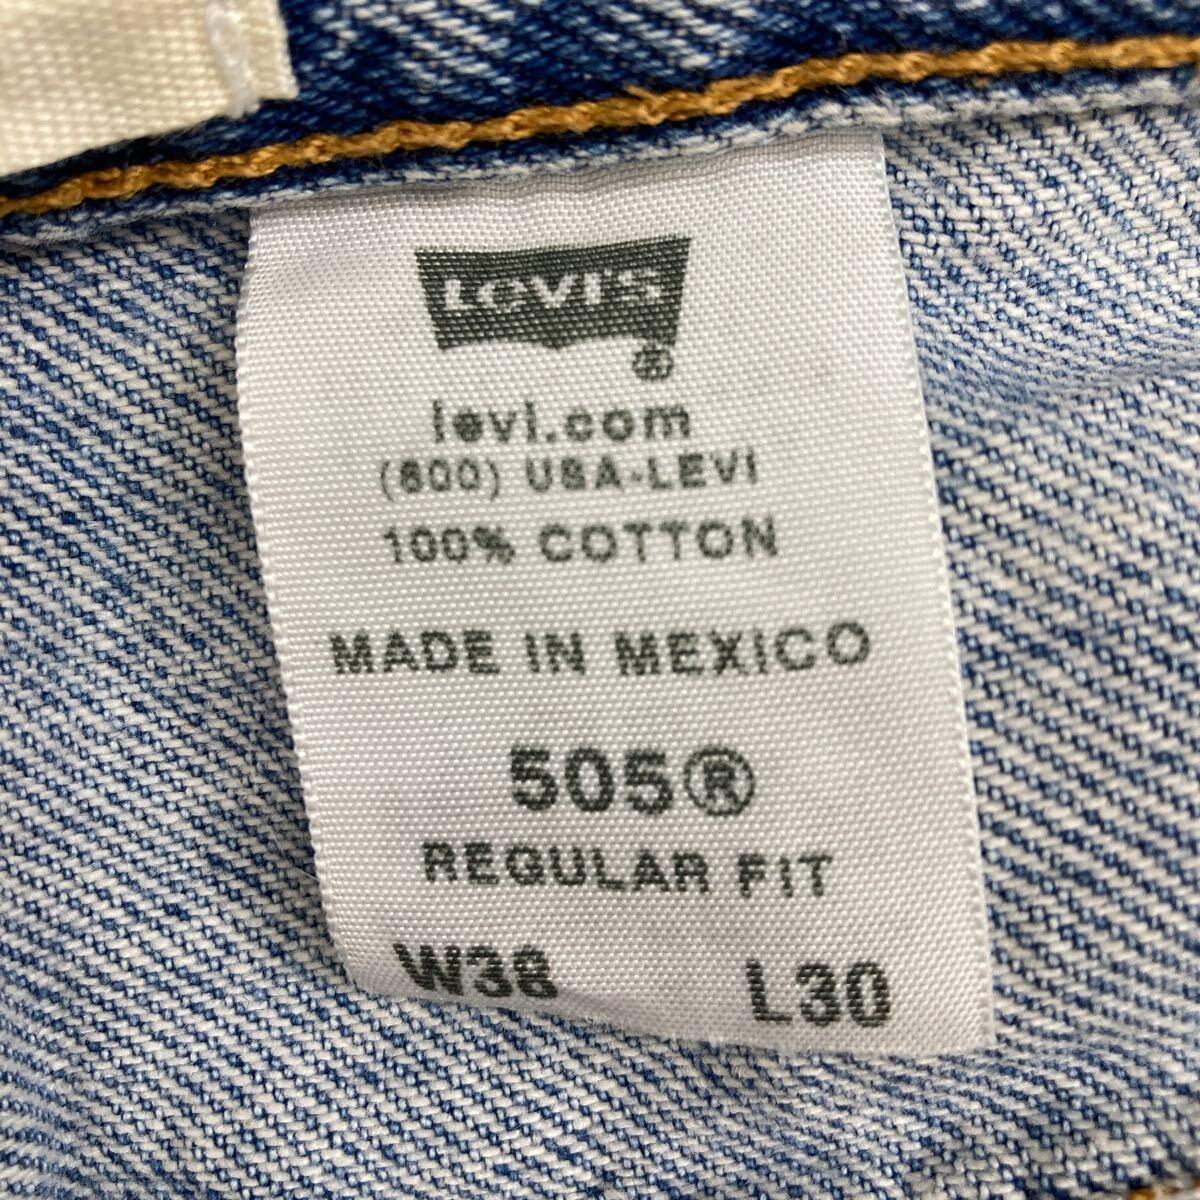 LEVI'S
®
levi.com
(800) USA-LEVI
100% COTTON
MADE IN MEXICO
505®
REGULAR FIT
W38 L30